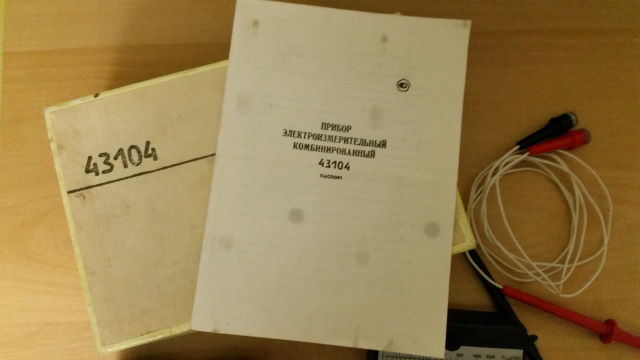 43104
ПРИБОР
ЭЛЕКТРОИЗМЕРИТЕЛЬНЫЙ
КОМБИНИРОВАННЫЙ
43104
ПАСПОРТ